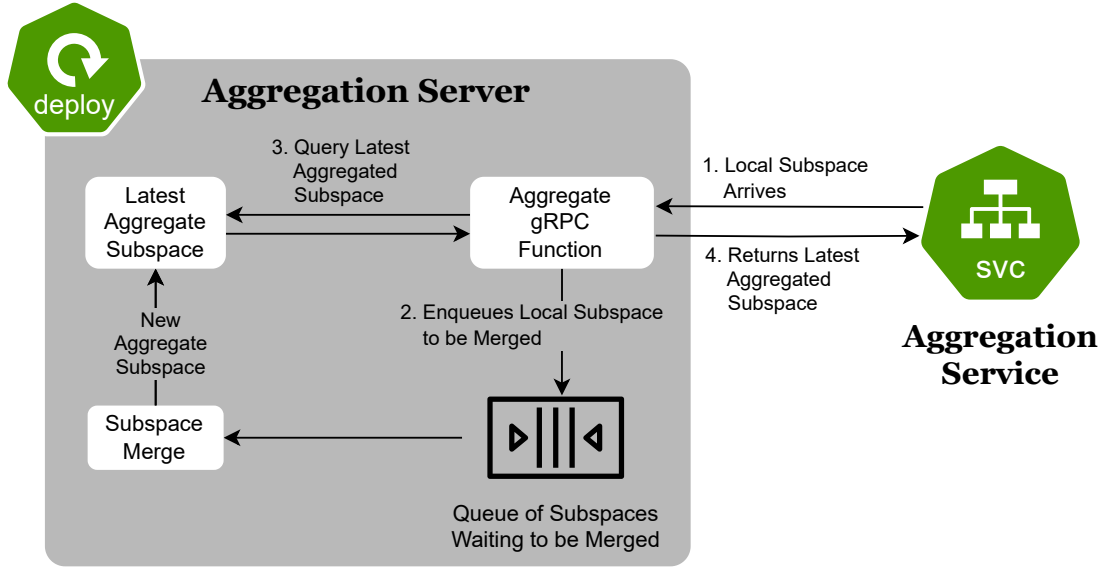 deploy
Aggregation Server
3. Query Latest
Aggregated
Subspace
1. Local Subspace
Arrives
Latest
Aggregate
Subspace
Aggregate
gRPC
Function
svc
4. Returns Latest
Aggregated
Subspace
2. Enqueues Local Subspace
to be Merged
New
Aggregate
Subspace
Aggregation
Service
Subspace
Merge
Queue of Subspaces
Waiting to be Merged